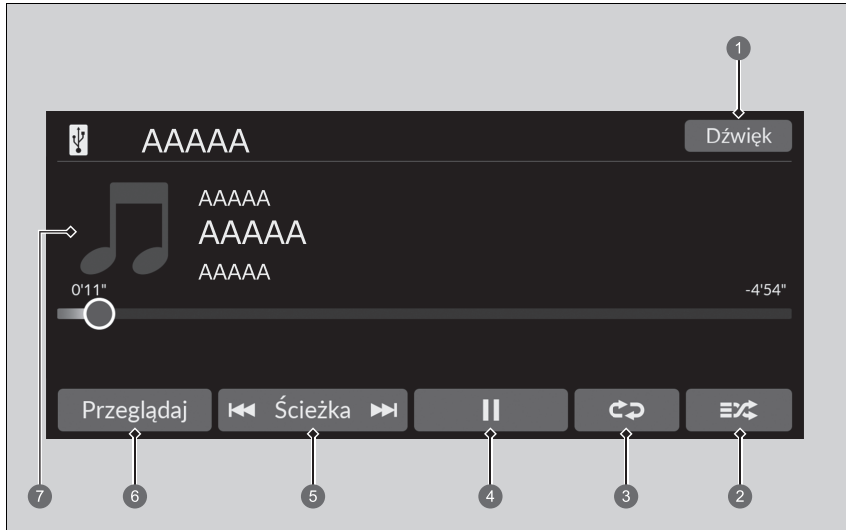 1
AAAAA
Dźwięk
AAAAA
AAAAA
AAAAA
7
0'11"
-4'54"
Przeglądaj
Ścieżka
6
5
4
3
2